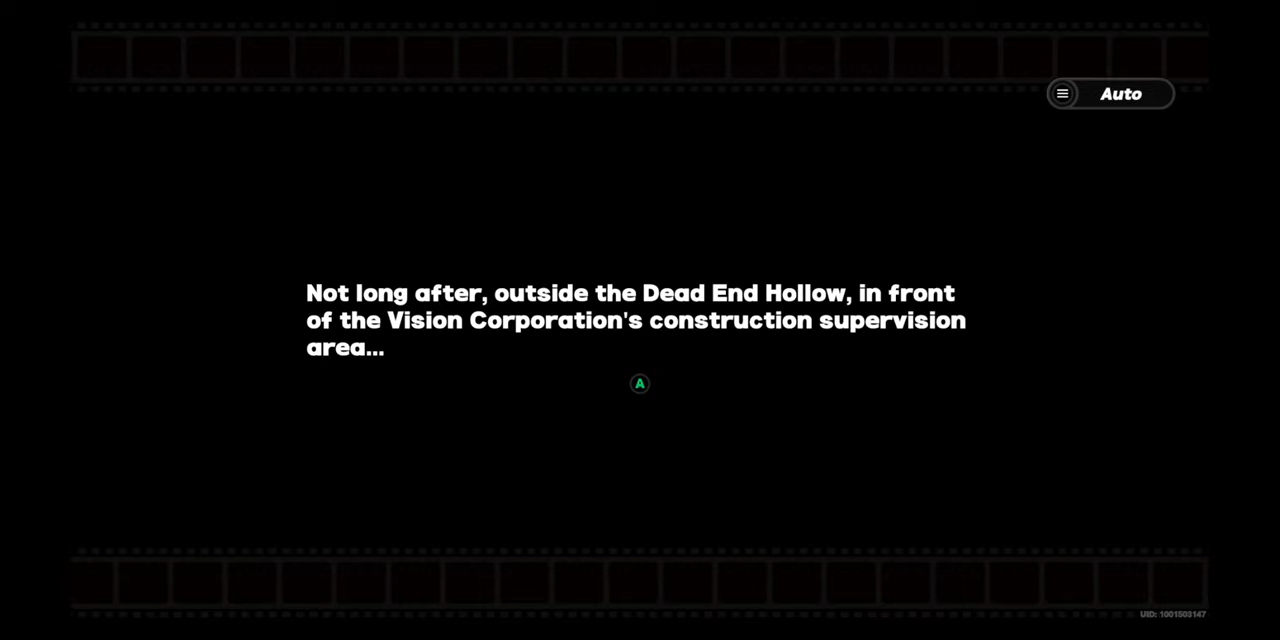 Auto
Not long after, outside the Dead End Hollow, in front
of the Vision Corporation's construction supervision
area...
A
UID: 1001503147